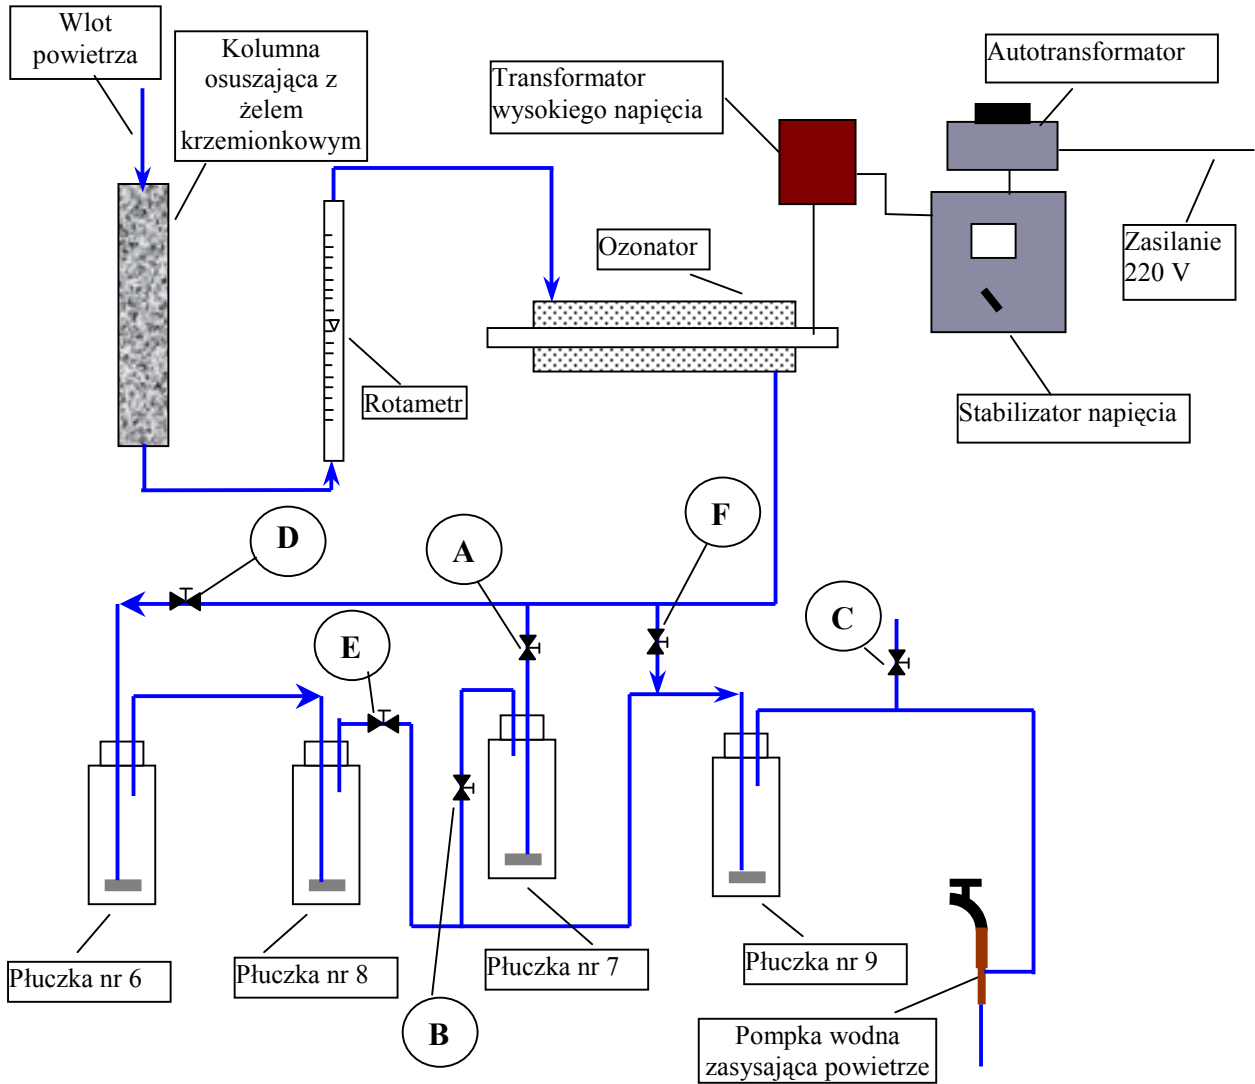 Wlot
powietrza
Kolumna
osuszająca z
żelem
krzemionkowym
Transformator
wysokiego napięcia
Autotransformator
Zasilanie
220 V
Ozonator
Rotametr
Stabilizator napięcia
D
A
F
E
C
Płuczka nr 6
Płuczka nr 8
Płuczka nr 7
Płuczka nr 9
B
Pompka wodna
zasysająca powietrze